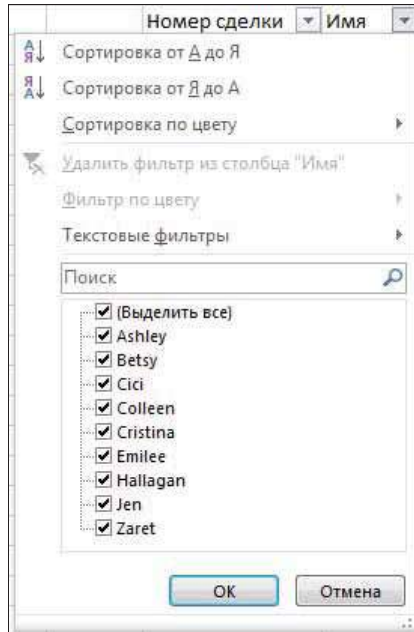 Номер сделки Имя
Сортировка от А до Я
Сортировка от Я до А
Сортировка по цвету
Удалить фильтр из столбца "Имя"
Фильтр по цвету
Текстовые фильтры
Поиск
(Выделить все)
Ashley
Betsy
Cici
Colleen
Cristina
Emilee
Hallagan
Jen
Zaret
ОК Отмена